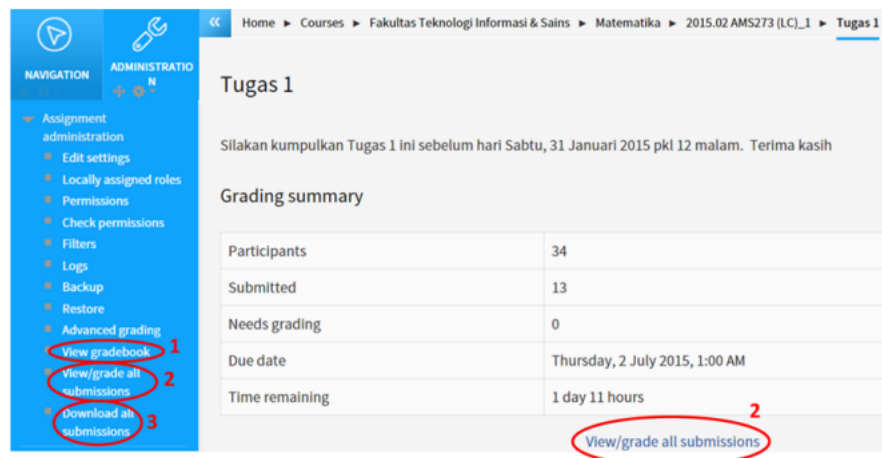 « Home ► Courses ► Fakultas Teknologi Informasi & Sains ► Matematika ► 2015.02 AMS273 (LC)_1 ► Tugas 1
NAVIGATION
ADMINISTRATIO
N
Assignment
administration
Edit settings
Locally assigned roles
Permissions
Check permissions
Filters
Logs
Backup
Restore
Advanced grading
View gradebook 1
View/grade all
submissions 2
Download all
submissions 3
Tugas 1
Silakan kumpulkan Tugas 1 ini sebelum hari Sabtu, 31 Januari 2015 pkl 12 malam. Terima kasih
Grading summary
Participants 34
Submitted 13
Needs grading 0
Due date Thursday, 2 July 2015, 1:00 AM
Time remaining 1 day 11 hours
2
View/grade all submissions